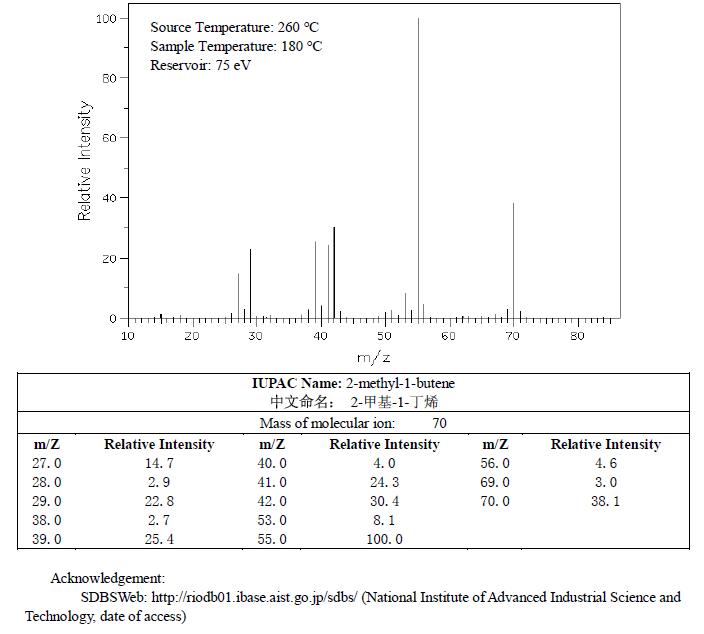 100
Source Temperature: 260 °C
Sample Temperature: 180 °C
Reservoir: 75 eV
80
60
40
20
0
Relative Intensity
10 20 30 40 50 60 70 80
m/z
IUPAC Name: 2-methyl-1-butene
中文命名： 2-甲基-1-丁烯
Mass of molecular ion: 70
m/Z Relative Intensity m/Z Relative Intensity m/Z Relative Intensity
27.0 14.7 40.0 4.0 56.0 4.6
28.0 2.9 41.0 24.3 69.0 3.0
29.0 22.8 42.0 30.4 70.0 38.1
38.0 2.7 53.0 8.1
39.0 25.4 55.0 100.0
Acknowledgement:
SDBSWeb: http://riodb01.ibase.aist.go.jp/sdbs/ (National Institute of Advanced Industrial Science and
Technology, date of access)